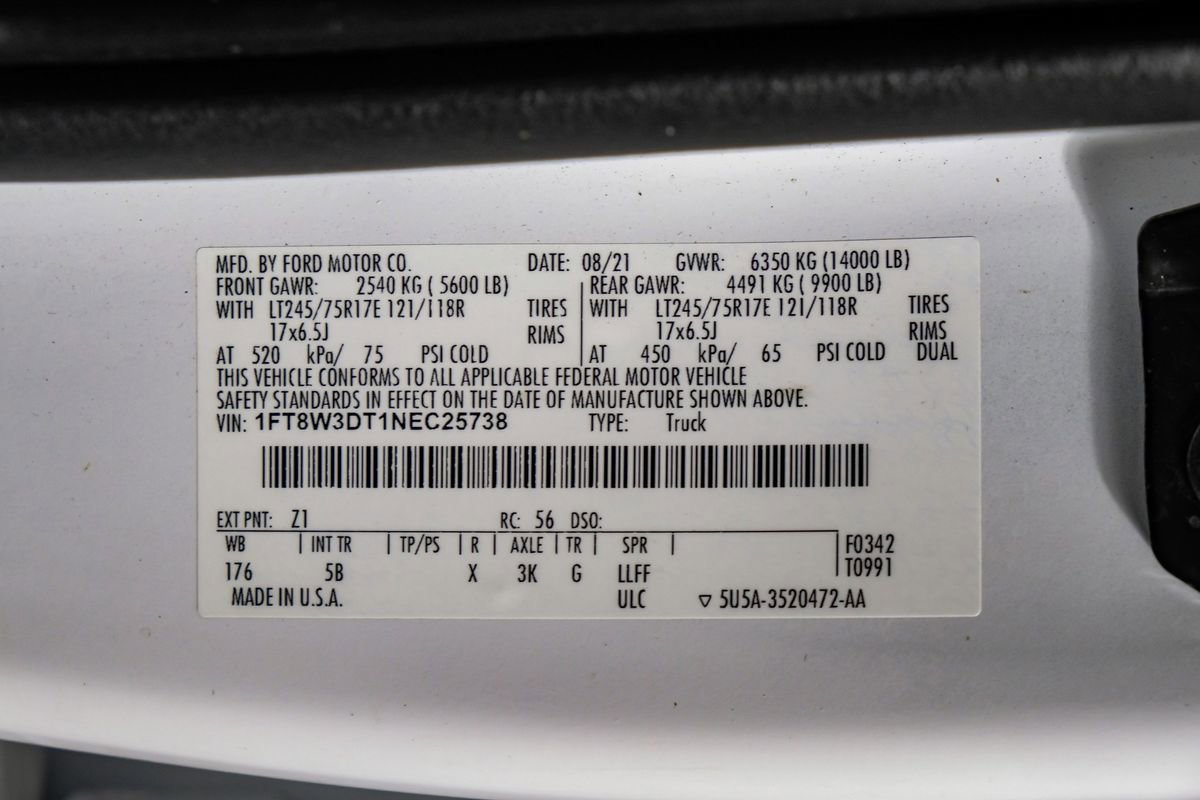 MFD. BY FORD MOTOR CO. DATE: 08/21 GVWR: 6350 KG (14000 LB)
FRONT GAWR: 2540 KG ( 5600 LB) REAR GAWR: 4491 KG ( 9900 LB)
WITH LT245/75R17E 121/118R TIRES WITH LT245/75R17E 121/118R TIRES
17x6.5J RIMS 17x6.5J RIMS
AT 520 kPa/ 75 PSI COLD AT 450 kPa/ 65 PSI COLD DUAL
THIS VEHICLE CONFORMS TO ALL APPLICABLE FEDERAL MOTOR VEHICLE
SAFETY STANDARDS IN EFFECT ON THE DATE OF MANUFACTURE SHOWN ABOVE.
VIN: 1FT8W3DT1NEC25738 TYPE: Truck
EXT PNT: Z1 RC: 56 DSO:
WB INT TR TP/PS R AXLE TR SPR F0342
176 5B X 3K G LLFF T0991
MADE IN U.S.A. ULC ▽ 5U5A-3520472-AA